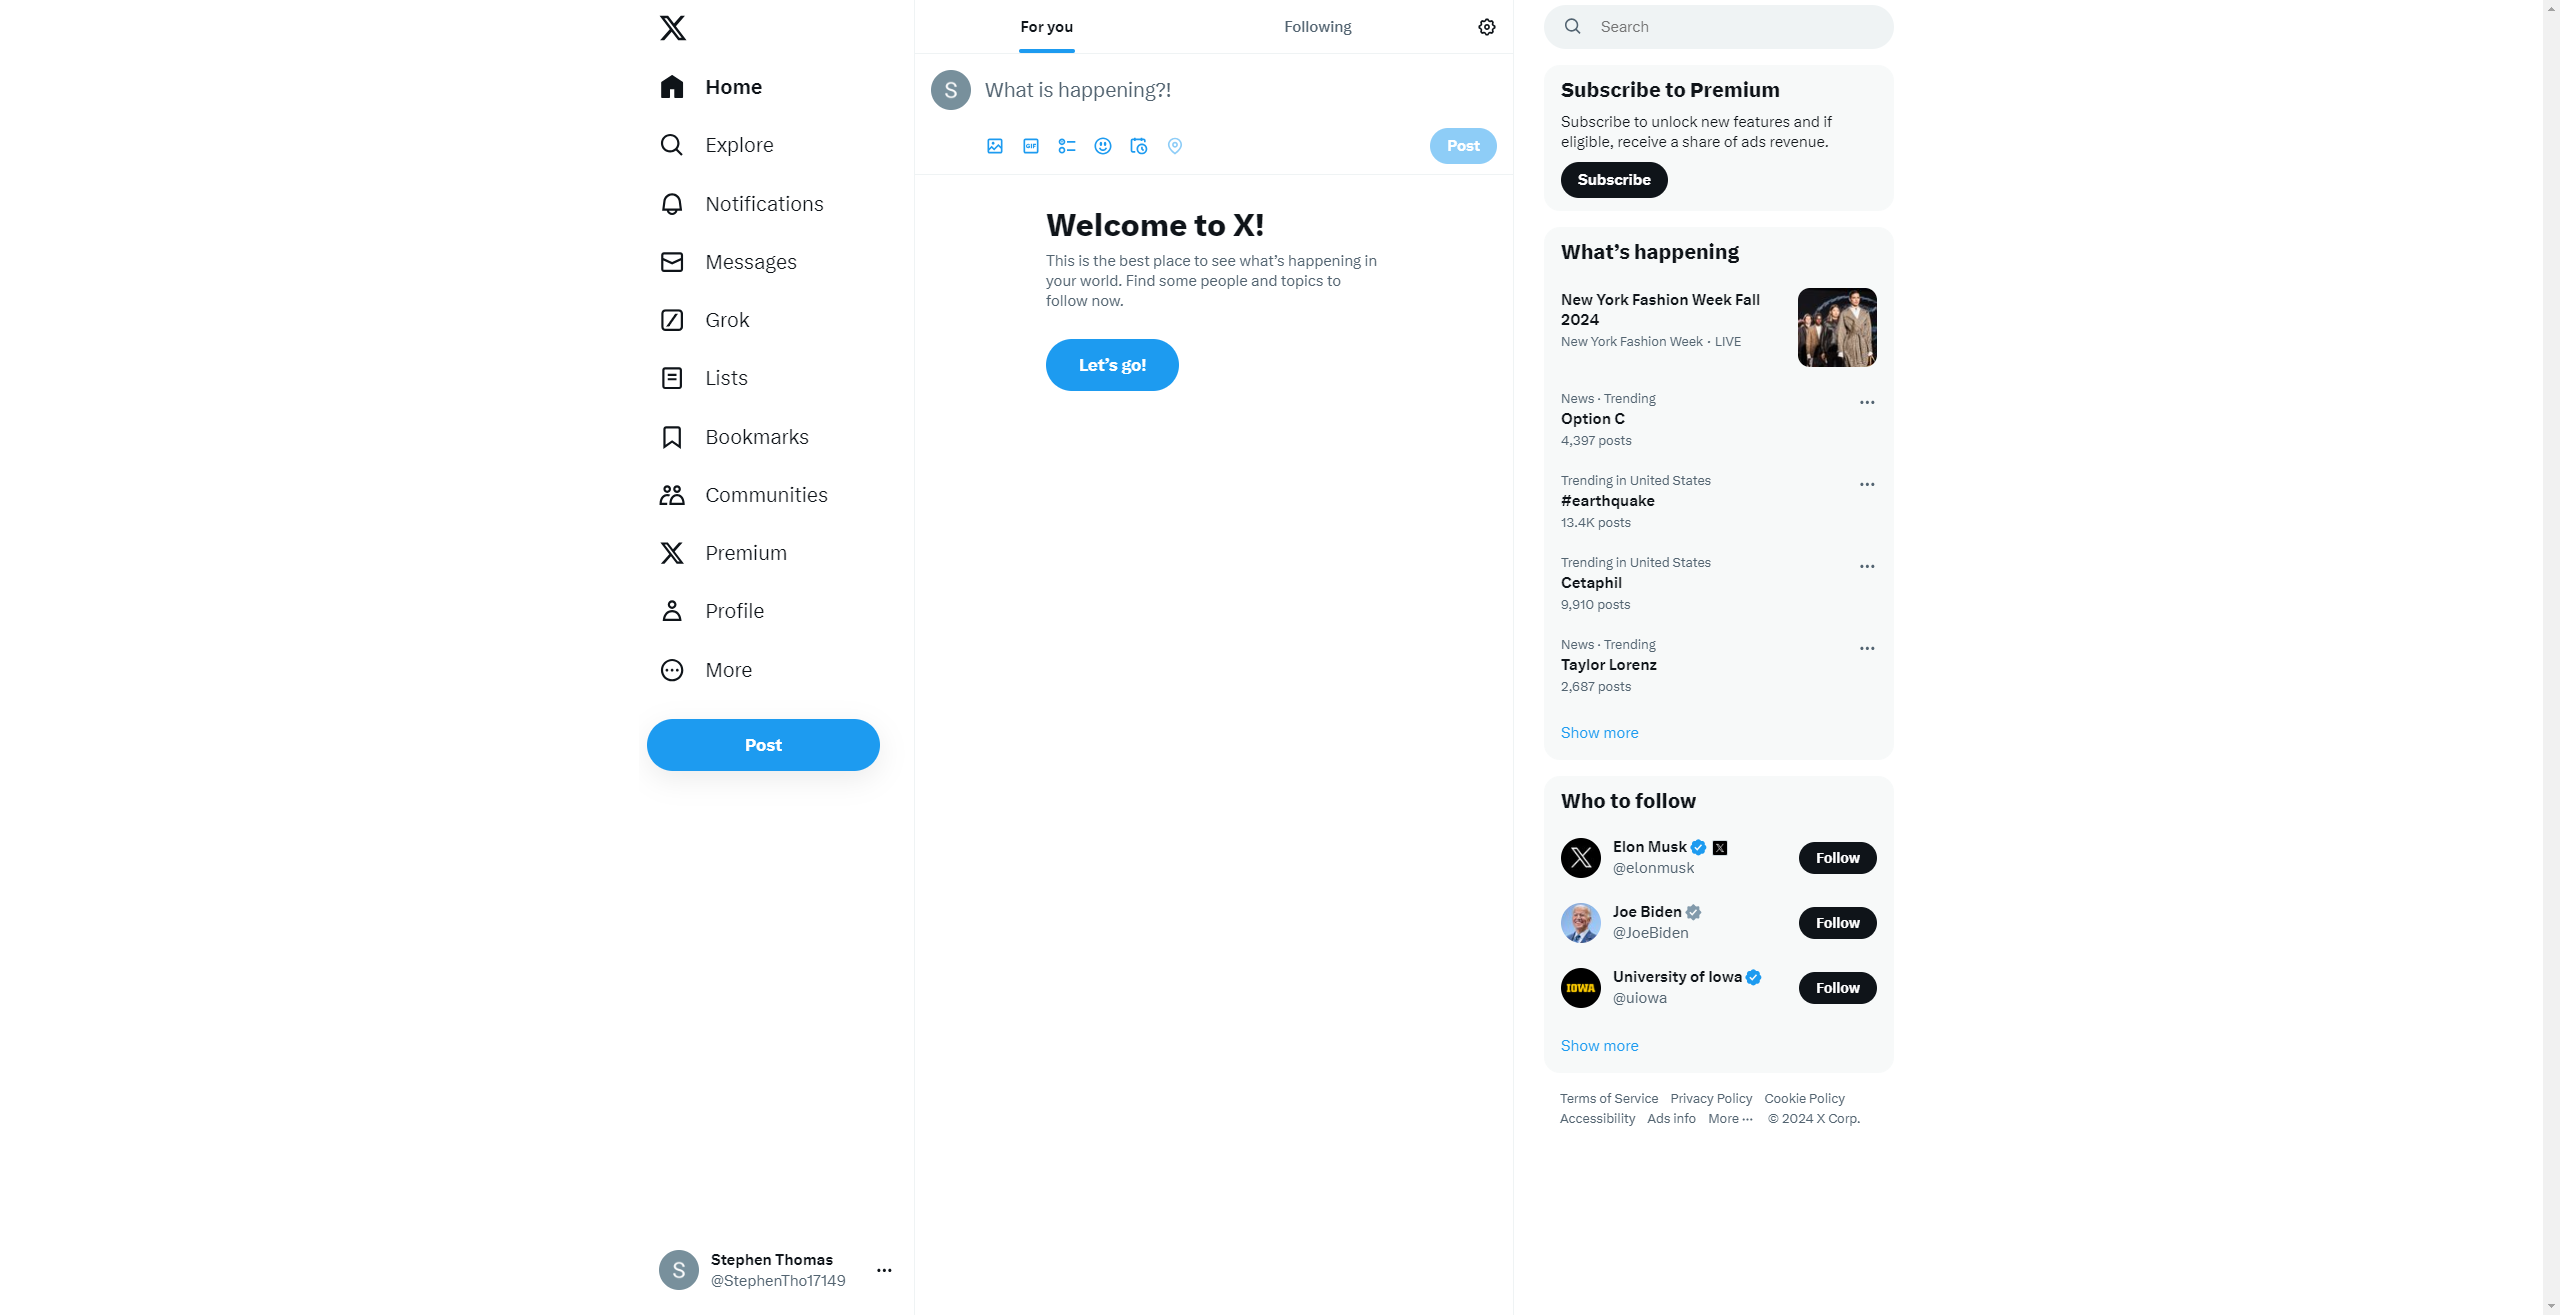 Home
Explore
Notifications
Messages
Grok
Lists
Bookmarks
Communities
Premium
Profile
More
Post
Stephen Thomas
@StephenTho17149
For you
Following
S
What is happening?!
GIF
Post
Welcome to X!
This is the best place to see what’s happening in
your world. Find some people and topics to
follow now.
Let’s go!
Search
Subscribe to Premium
Subscribe to unlock new features and if
eligible, receive a share of ads revenue.
Subscribe
What’s happening
New York Fashion Week Fall
2024
New York Fashion Week · LIVE
News · Trending
Option C
4,397 posts
Trending in United States
#earthquake
13.4K posts
Trending in United States
Cetaphil
9,910 posts
News · Trending
Taylor Lorenz
2,687 posts
Show more
Who to follow
Elon Musk
@elonmusk
Follow
Joe Biden
@JoeBiden
Follow
IOWA
University of Iowa
@uiowa
Follow
Show more
Terms of Service Privacy Policy Cookie Policy
Accessibility Ads info More ··· © 2024 X Corp.
S